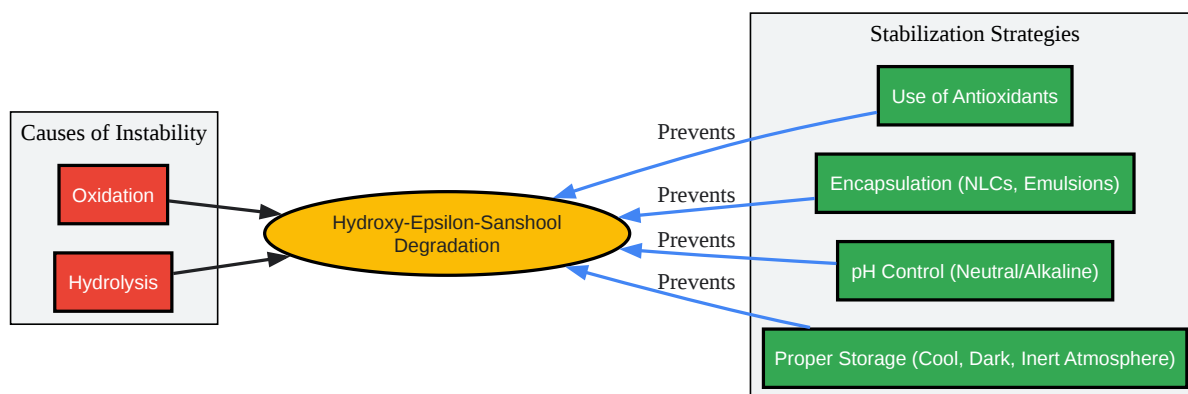 Causes of Instability
Oxidation
Hydrolysis
Hydroxy-Epsilon-Sanshool
Degradation
Prevents
Prevents
Prevents
Prevents
Stabilization Strategies
Use of Antioxidants
Encapsulation (NLCs, Emulsions)
pH Control (Neutral/Alkaline)
Proper Storage (Cool, Dark, Inert Atmosphere)